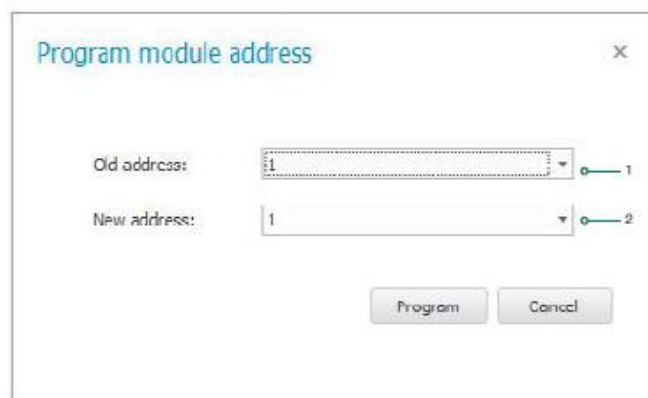 Program module address ×
Old address: 1 1
New address: 1 2
Program Cancel